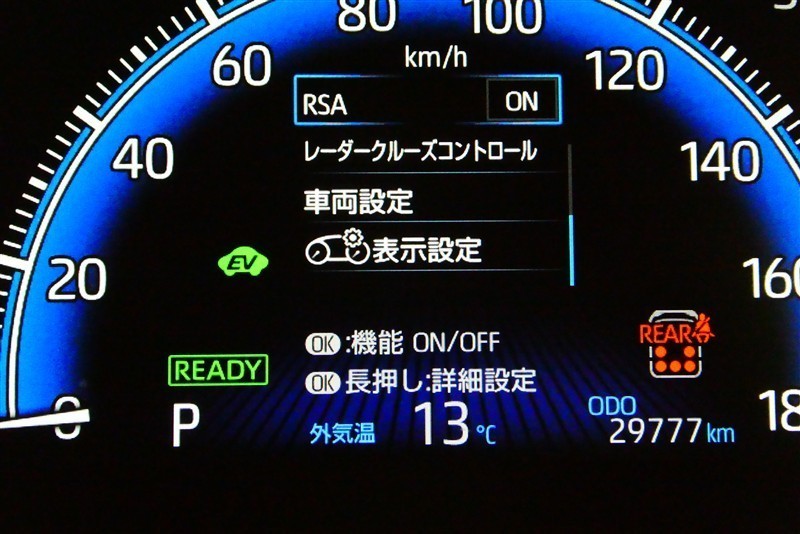 80
100
60
km/h
120
RSA ON
40
レーダークルーズコントロール
140
車両設定
EV
表示設定
20
160
OK:機能 ON/OFF
REAR
READY
OK長押し:詳細設定
0
P
外気温 13℃
ODO
29777km
18